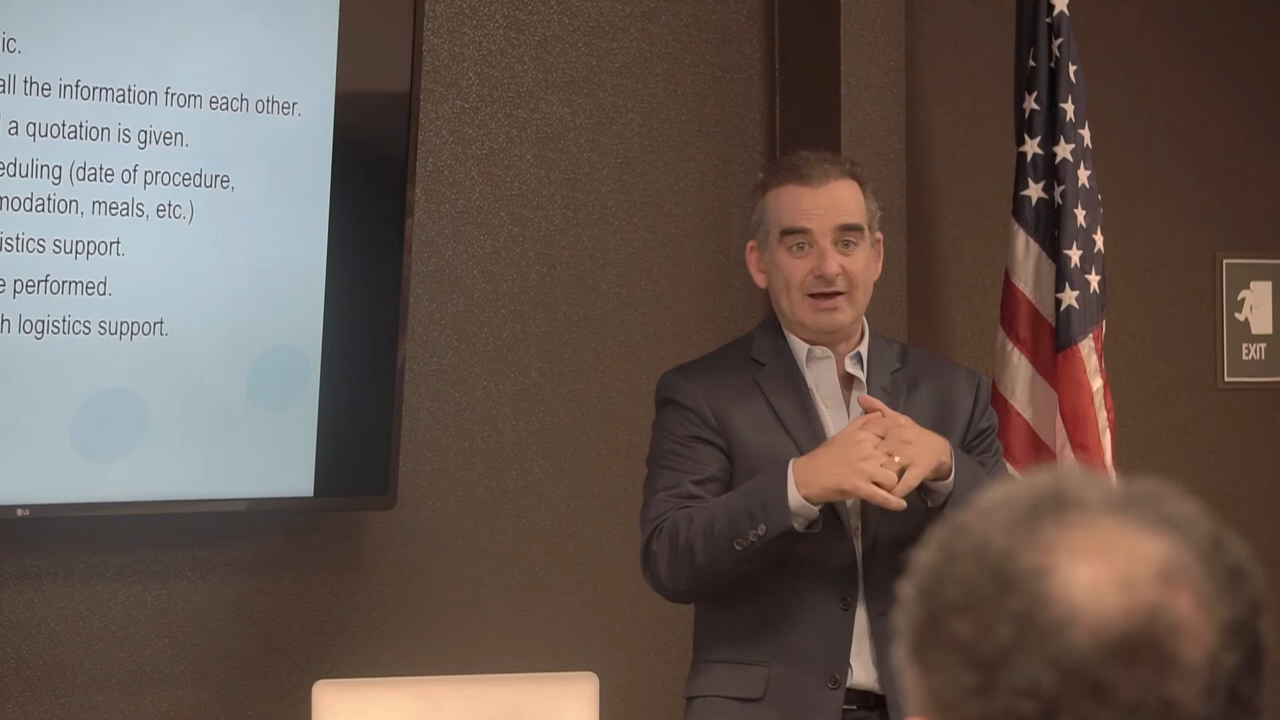 ic.
all the information from each other.
a quotation is given.
eduling (date of procedure,
modation, meals, etc.)
istics support.
e performed.
h logistics support.
LG
EXIT